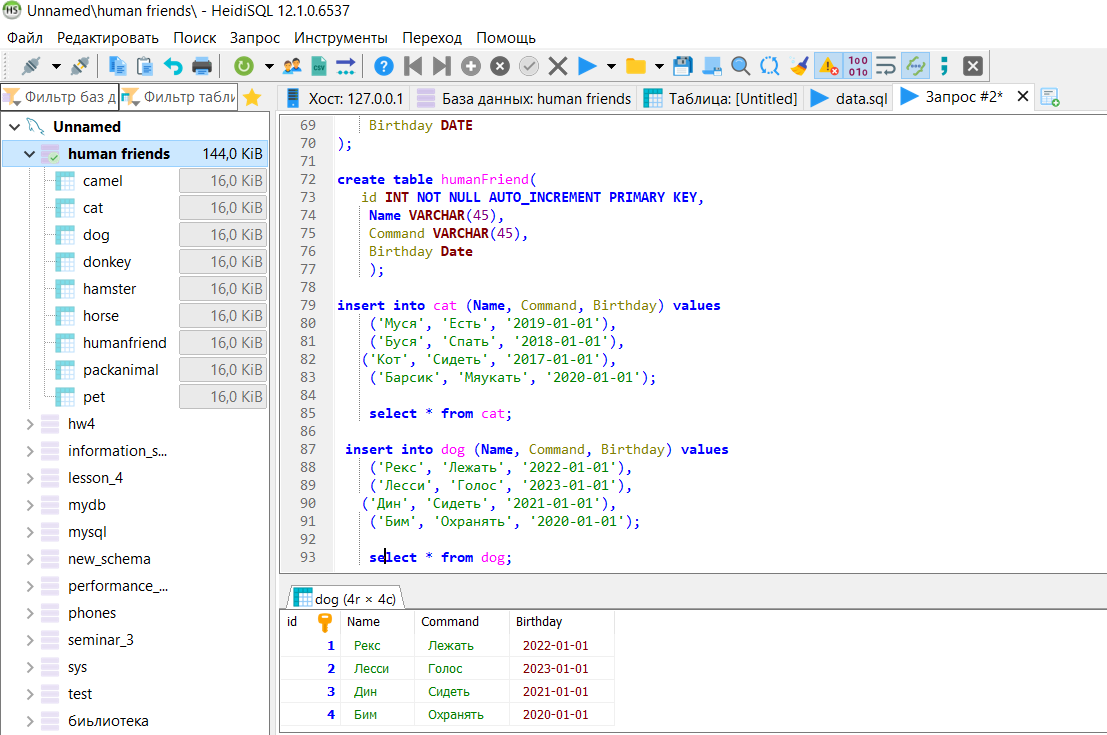 Unnamed\human friends\ - HeidiSQL 12.1.0.6537
Файл Редактировать Поиск Запрос Инструменты Переход Помощь
Фильтр баз д Фильтр табли
Хост: 127.0.0.1 База данных: human friends Таблица: [Untitled] data.sql Запрос #2*
Unnamed
human friends 144,0 KiB
camel 16,0 KiB
cat 16,0 KiB
dog 16,0 KiB
donkey 16,0 KiB
hamster 16,0 KiB
horse 16,0 KiB
humanfriend 16,0 KiB
packanimal 16,0 KiB
pet 16,0 KiB
hw4
information_s...
lesson_4
mydb
mysql
new_schema
performance_...
phones
seminar_3
sys
test
биьлиотека
69 Birthday DATE
70 );
71
72 create table humanFriend(
73 id INT NOT NULL AUTO_INCREMENT PRIMARY KEY,
74 Name VARCHAR(45),
75 Command VARCHAR(45),
76 Birthday Date
77 );
78
79 insert into cat (Name, Command, Birthday) values
80 ('Муся', 'Есть', '2019-01-01'),
81 ('Буся', 'Спать', '2018-01-01'),
82 ('Кот', 'Сидеть', '2017-01-01'),
83 ('Барсик', 'Мяукать', '2020-01-01');
84
85 select * from cat;
86
87 insert into dog (Name, Command, Birthday) values
88 ('Рекс', 'Лежать', '2022-01-01'),
89 ('Лесси', 'Голос', '2023-01-01'),
90 ('Дин', 'Сидеть', '2021-01-01'),
91 ('Бим', 'Охранять', '2020-01-01');
92
93 select * from dog;
dog (4r × 4c)
id Name Command Birthday
1 Рекс Лежать 2022-01-01
2 Лесси Голос 2023-01-01
3 Дин Сидеть 2021-01-01
4 Бим Охранять 2020-01-01